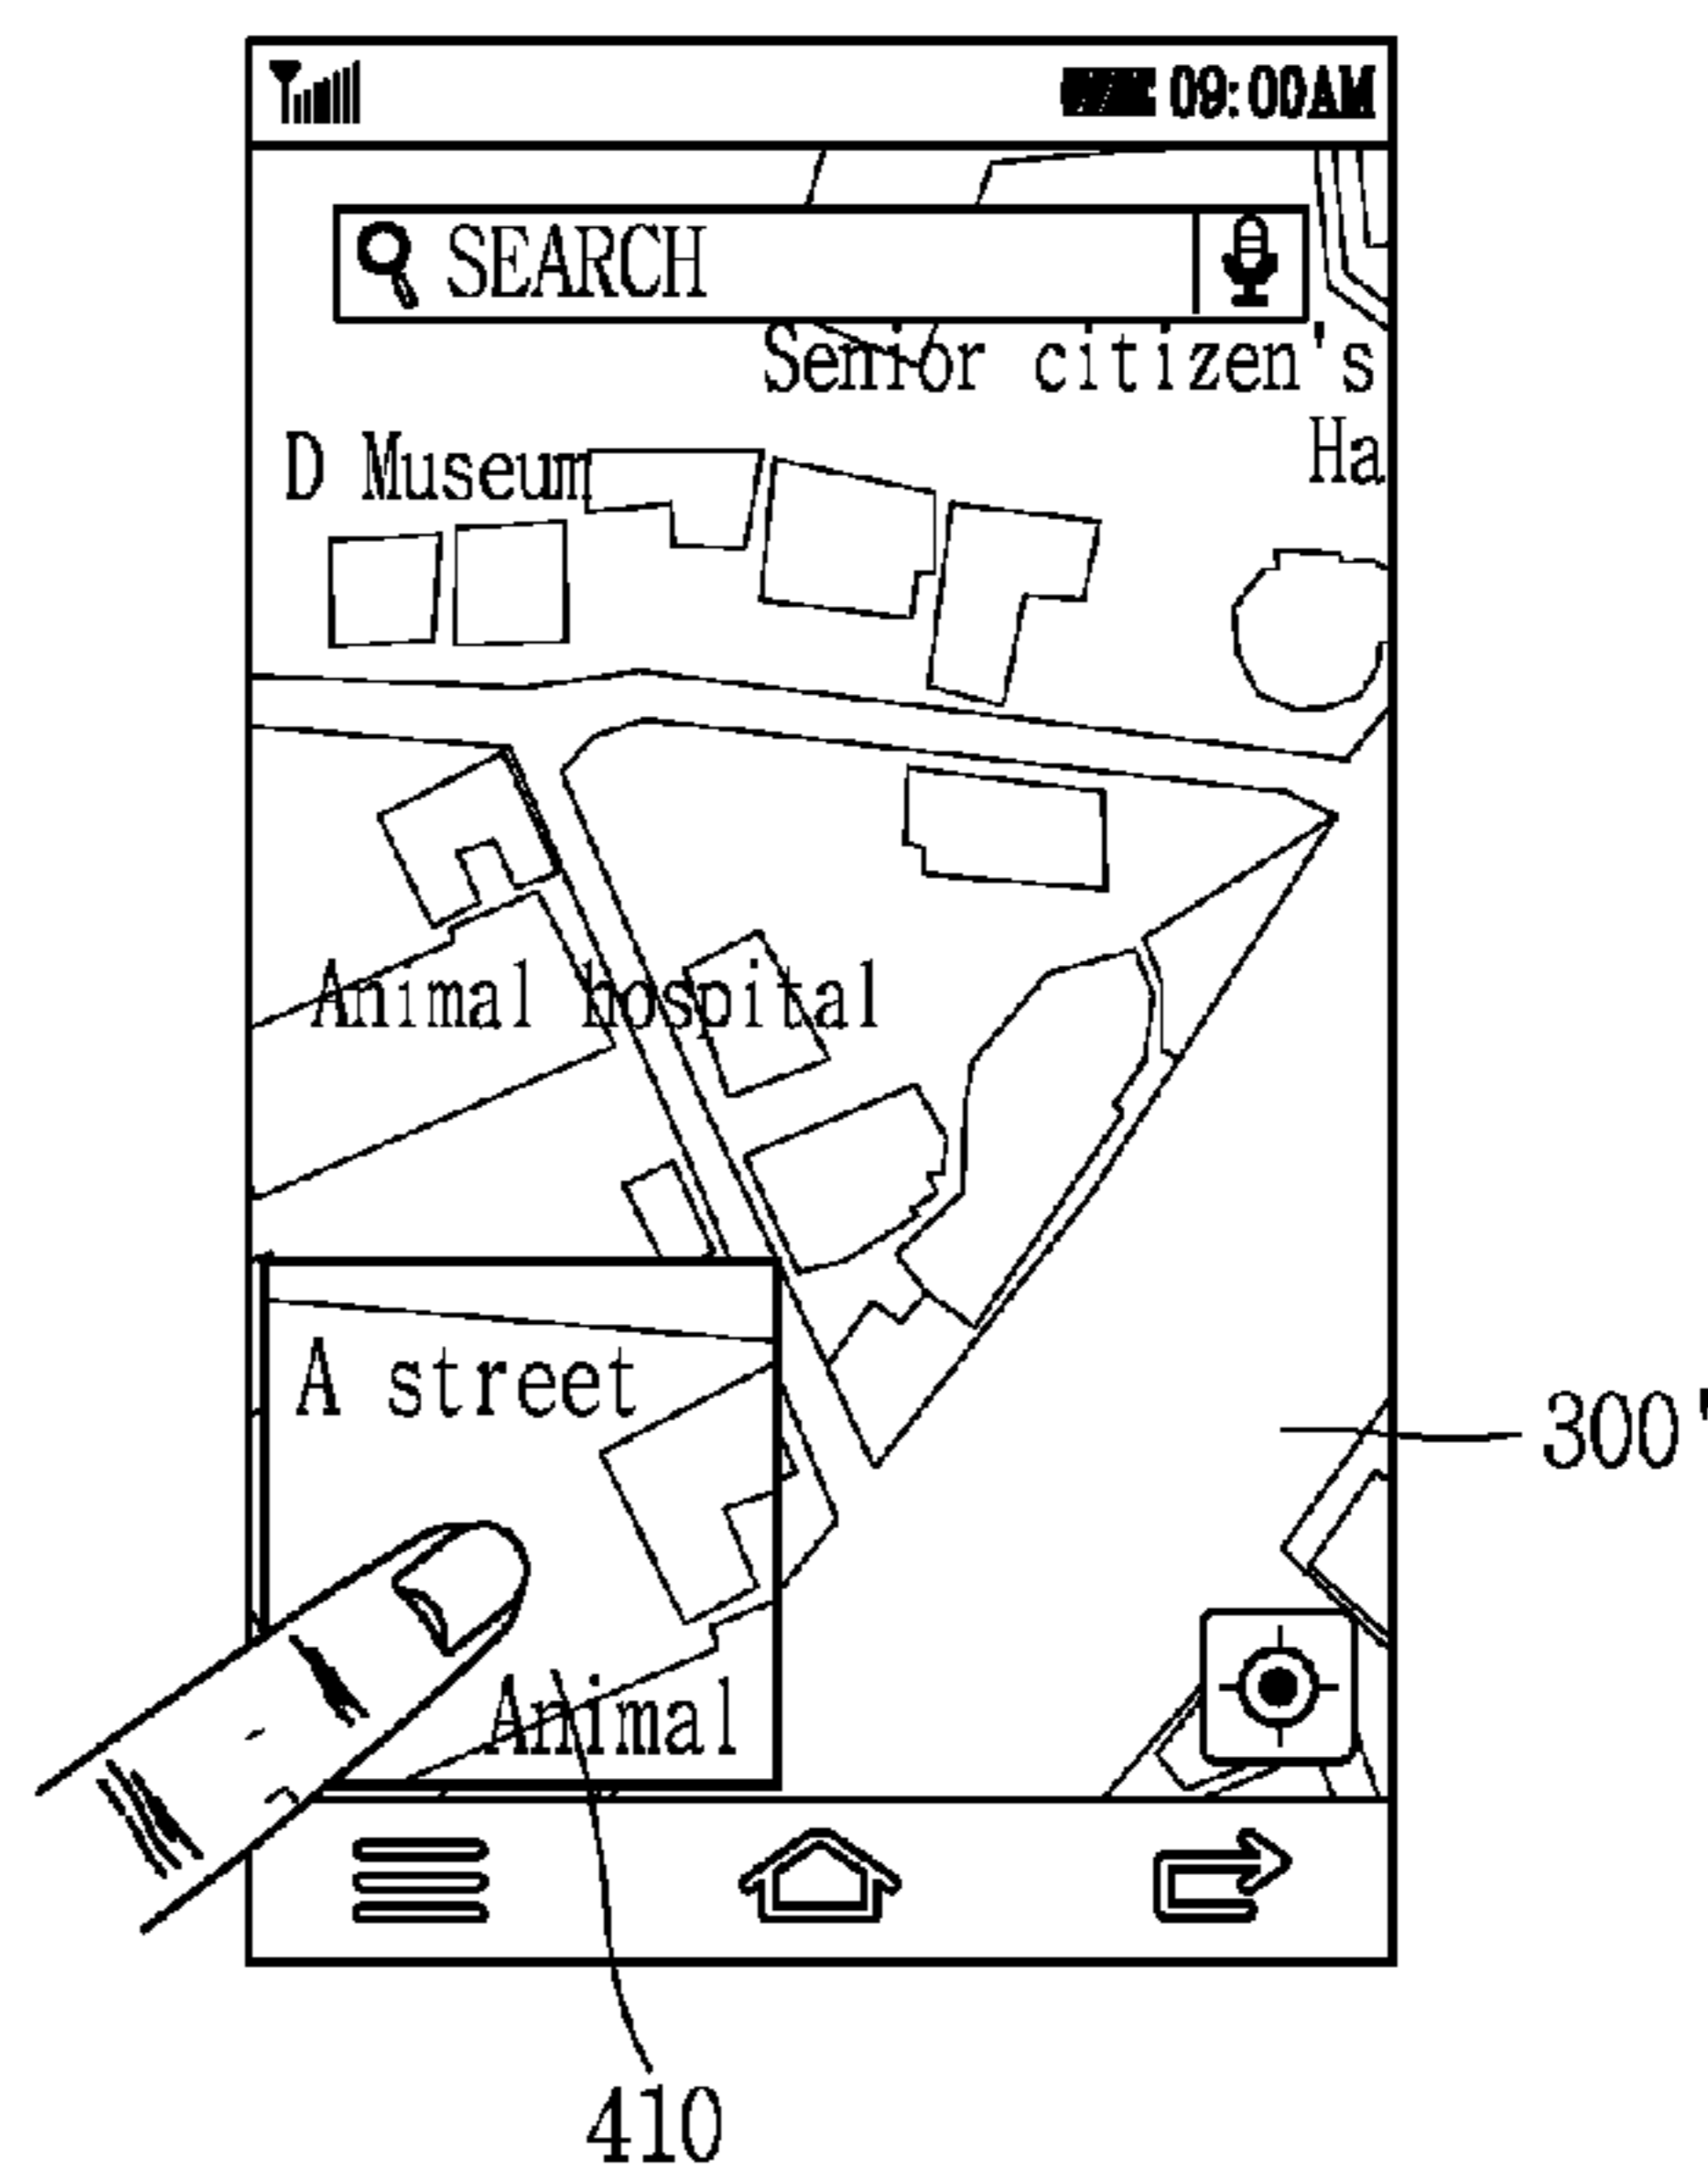 09:00AM
SEARCH
Senior citizen's
Ha
D Museum
Animal hospital
A street
300'
Animal
410